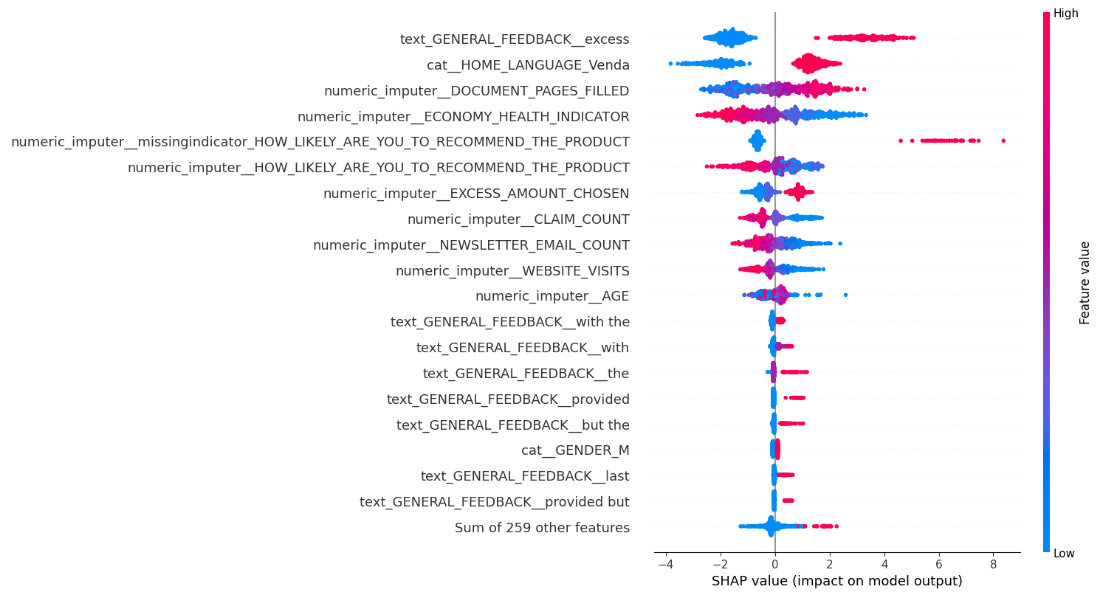 High
text_GENERAL_FEEDBACK__excess
cat__HOME_LANGUAGE_Venda
numeric_imputer__DOCUMENT_PAGES_FILLED
numeric_imputer__ECONOMY_HEALTH_INDICATOR
numeric_imputer__missingindicator_HOW_LIKELY_ARE_YOU_TO_RECOMMEND_THE_PRODUCT
numeric_imputer__HOW_LIKELY_ARE_YOU_TO_RECOMMEND_THE_PRODUCT
numeric_imputer__EXCESS_AMOUNT_CHOSEN
numeric_imputer__CLAIM_COUNT
numeric_imputer__NEWSLETTER_EMAIL_COUNT
numeric_imputer__WEBSITE_VISITS
numeric_imputer__AGE
text_GENERAL_FEEDBACK__with the
text_GENERAL_FEEDBACK__with
text_GENERAL_FEEDBACK__the
text_GENERAL_FEEDBACK__provided
text_GENERAL_FEEDBACK__but the
cat__GENDER_M
text_GENERAL_FEEDBACK__last
text_GENERAL_FEEDBACK__provided but
Sum of 259 other features
Feature value
Low
−4 −2 0 2 4 6 8
SHAP value (impact on model output)